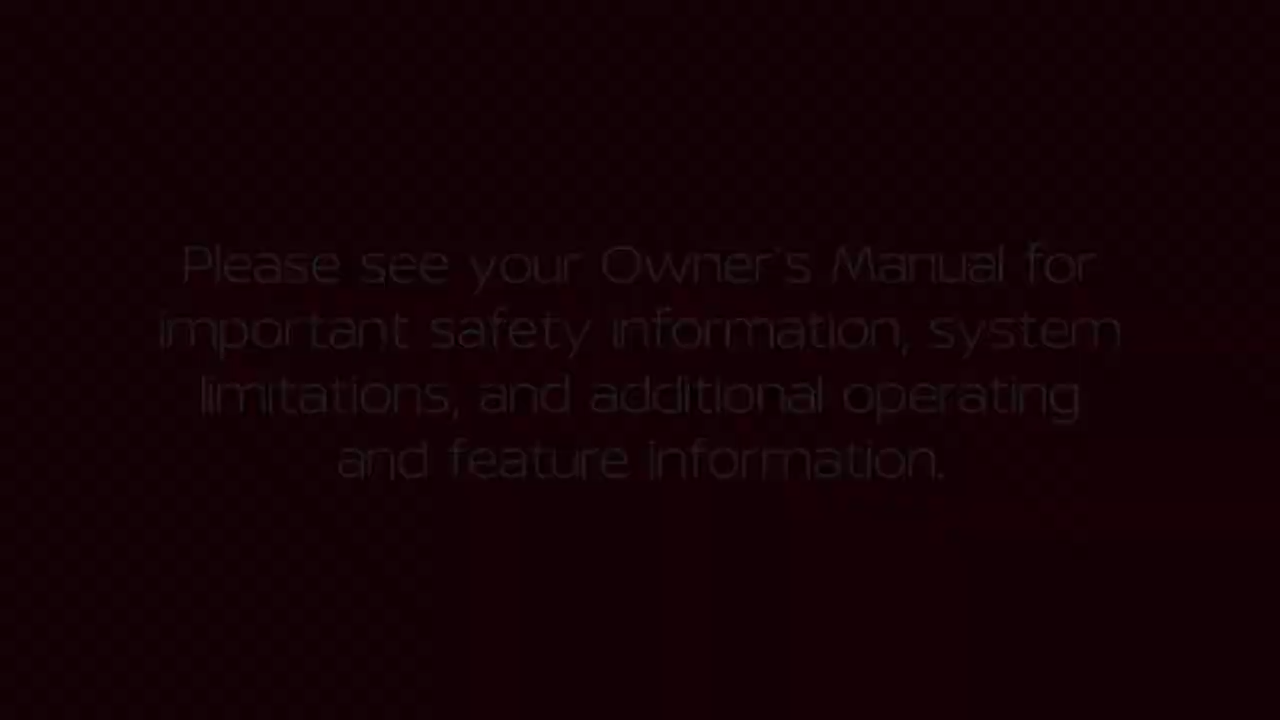 Please see your Owner's Manual for
important safety information, system
limitations, and additional operating
and feature information.